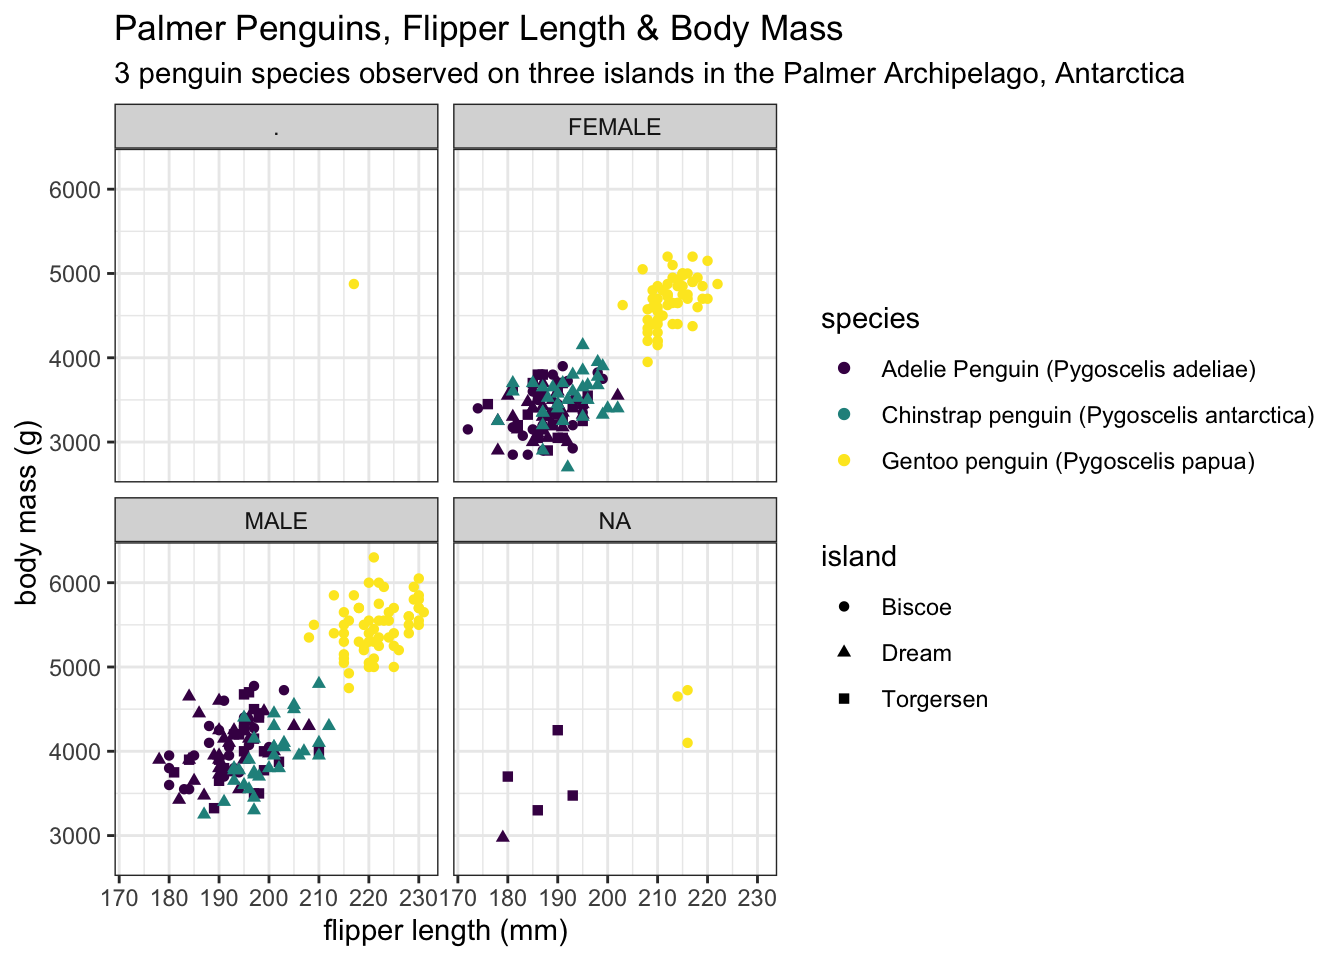 Palmer Penguins, Flipper Length & Body Mass
3 penguin species observed on three islands in the Palmer Archipelago, Antarctica
.
FEMALE
6000
5000
4000
3000
MALE
NA
6000
5000
4000
3000
170 180 190 200 210 220 230
170 180 190 200 210 220 230
flipper length (mm)
body mass (g)
species
Adelie Penguin (Pygoscelis adeliae)
Chinstrap penguin (Pygoscelis antarctica)
Gentoo penguin (Pygoscelis papua)
island
Biscoe
Dream
Torgersen